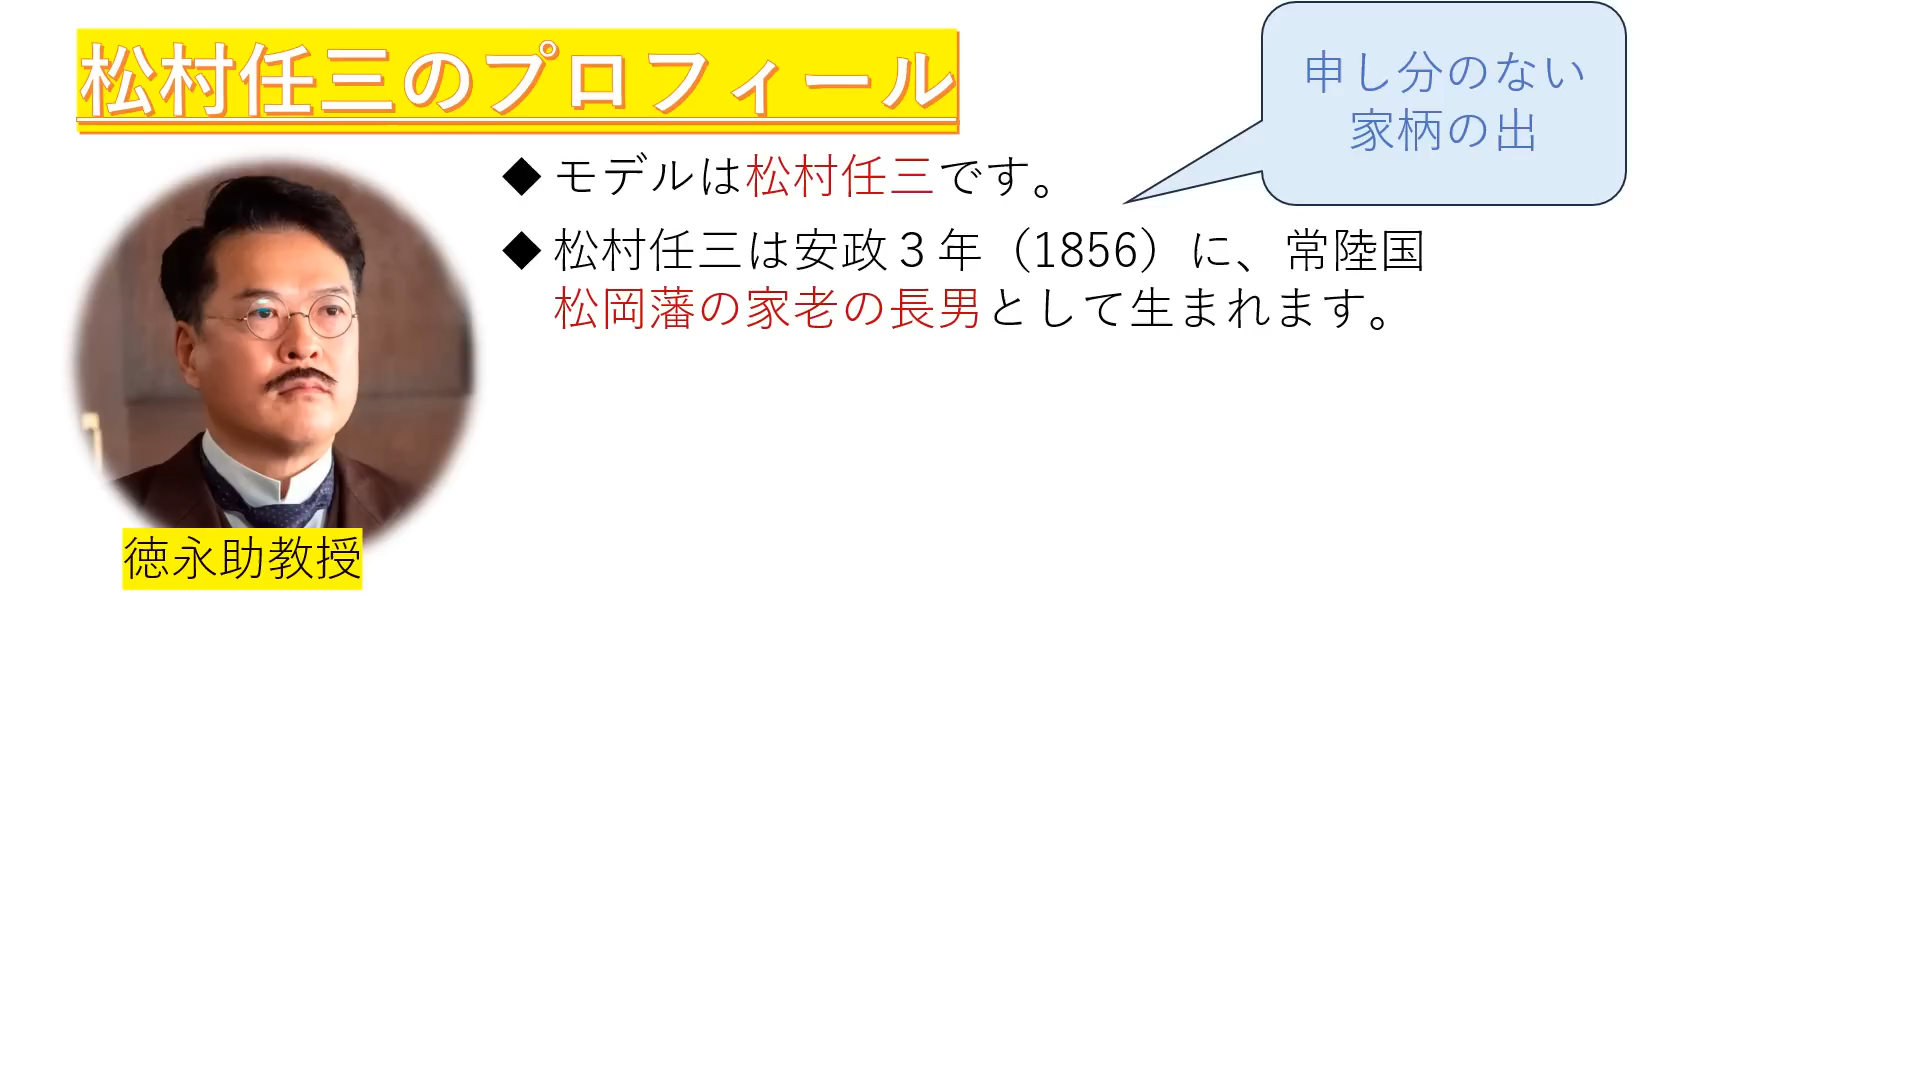 松村任三のプロフィール
申し分のない
家柄の出
◆モデルは松村任三です。
◆松村任三は安政３年（1856）に、常陸国
松岡藩の家老の長男として生まれます。
徳永助教授